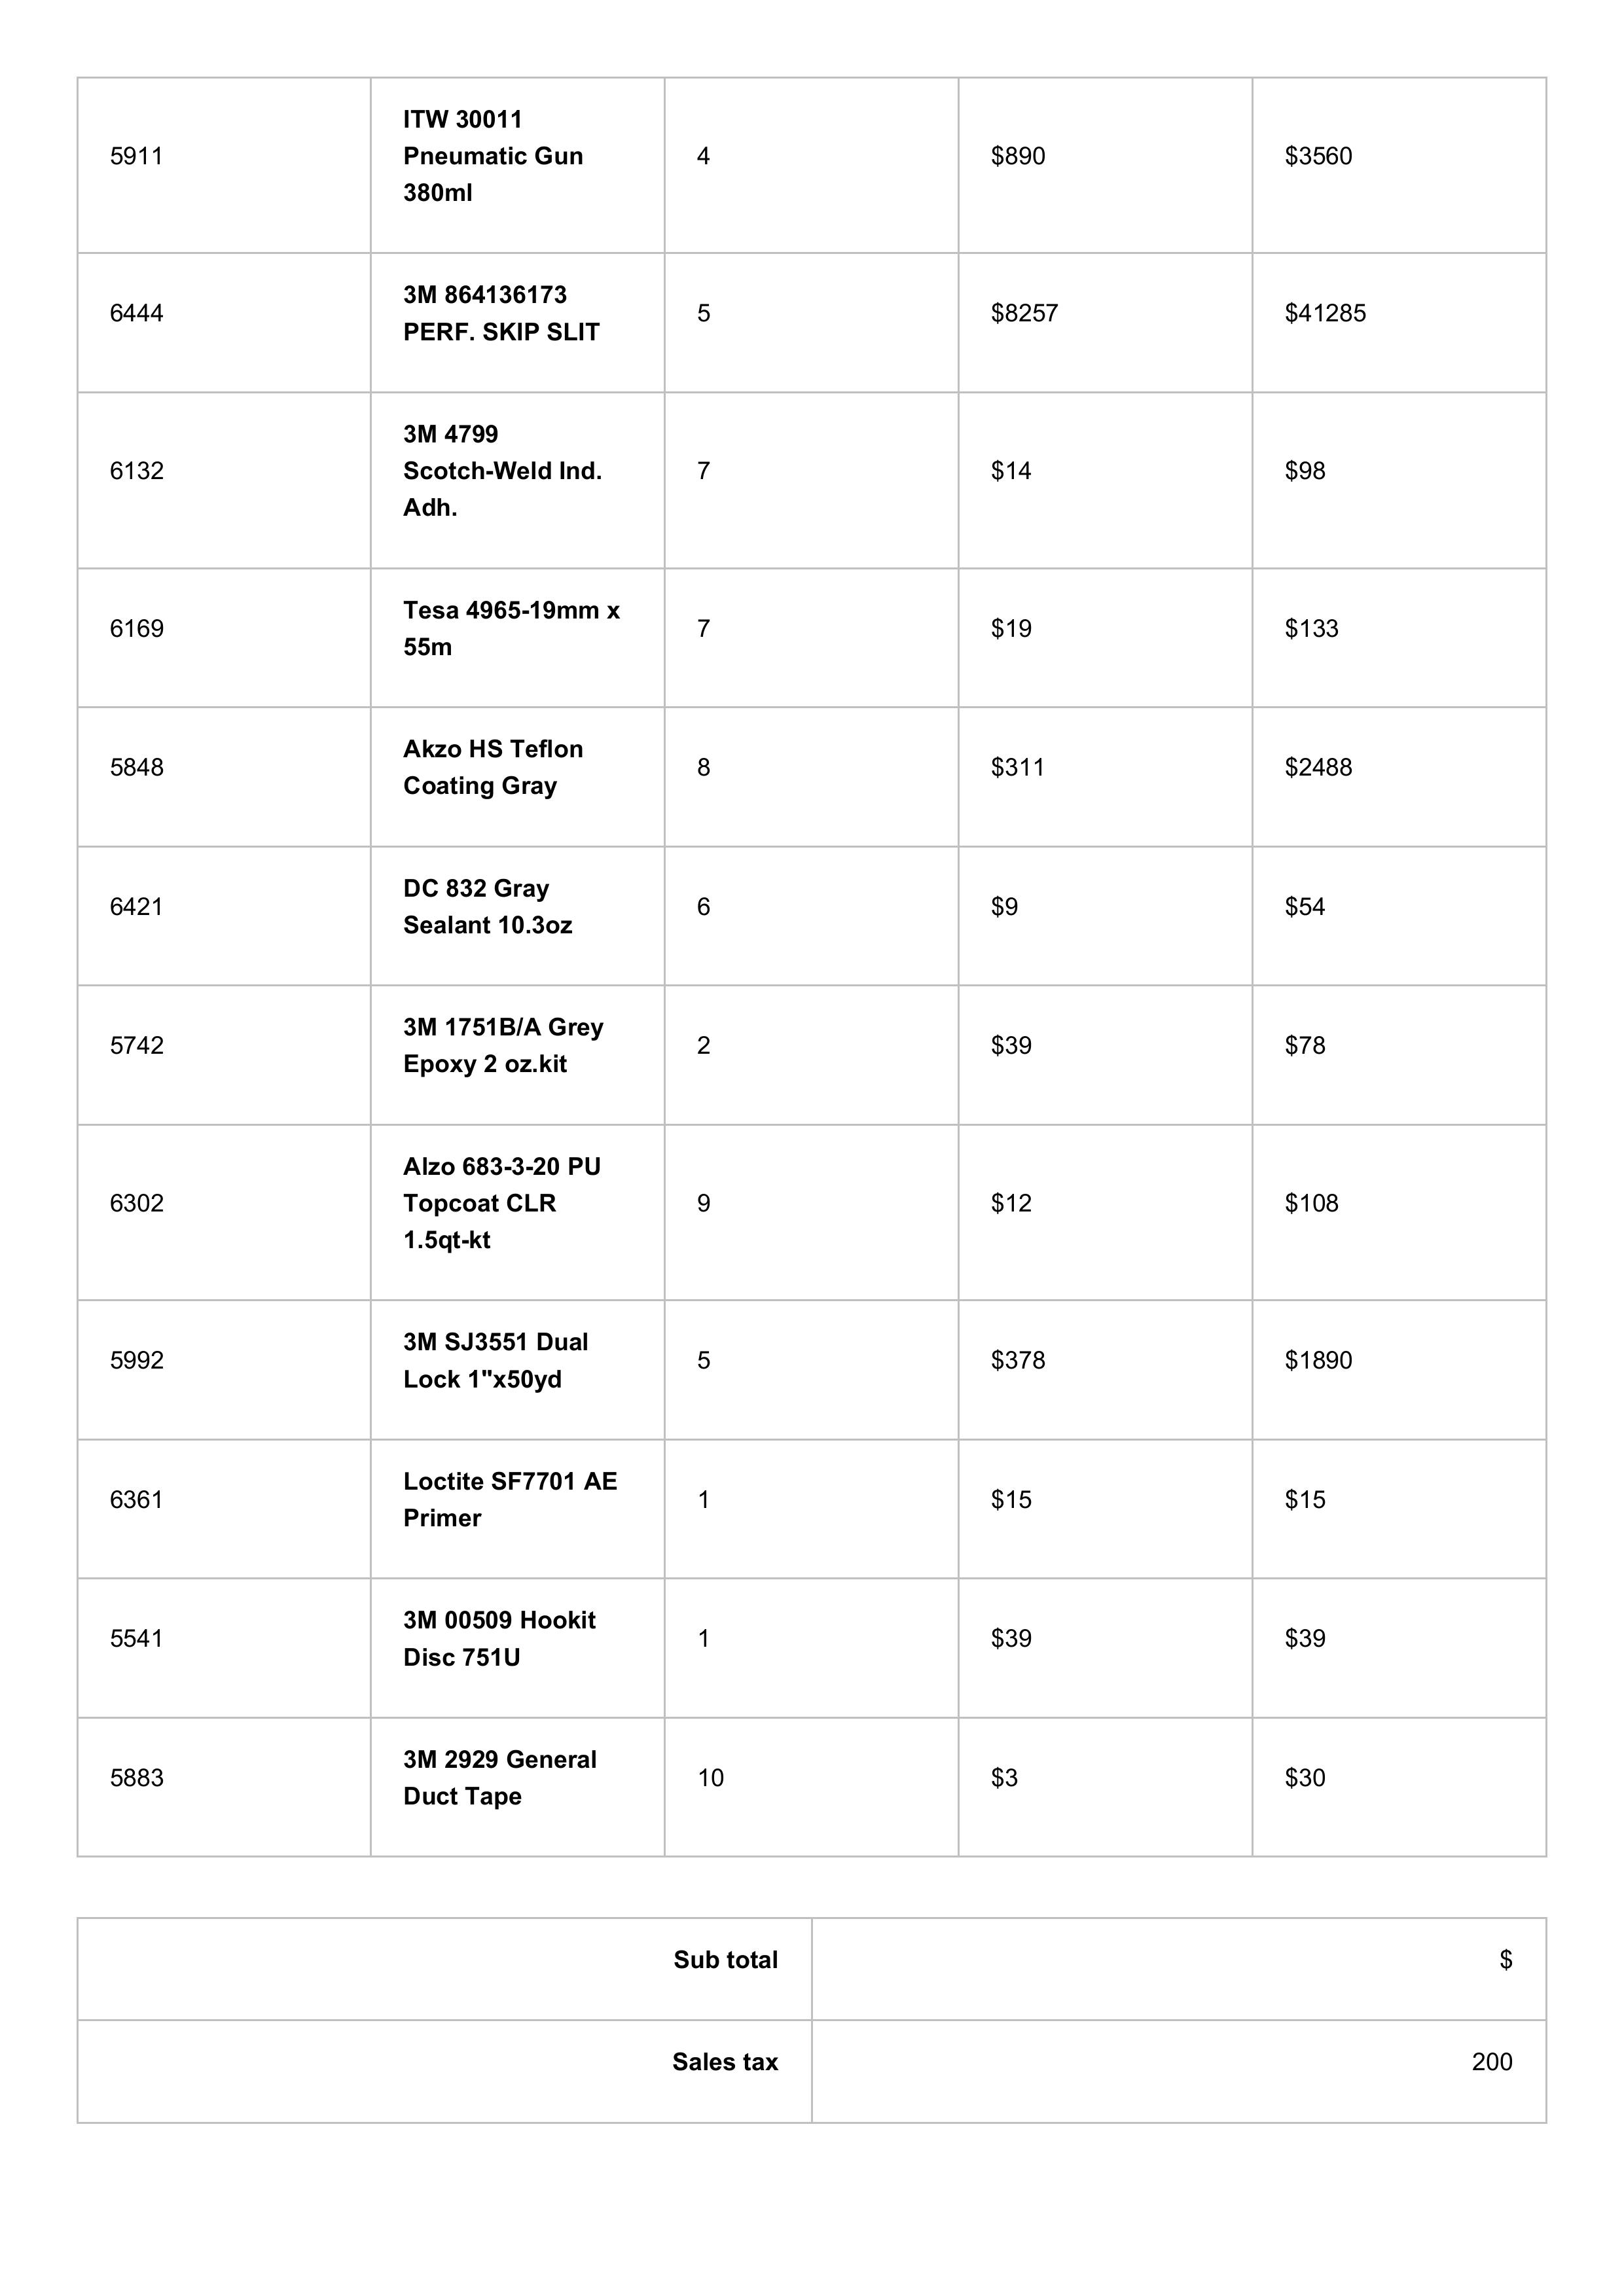 5911
ITW 30011
Pneumatic Gun
380ml
4
$890
$3560
6444
3M 864136173
PERF. SKIP SLIT
5
$8257
$41285
6132
3M 4799
Scotch-Weld Ind.
Adh.
7
$14
$98
6169
Tesa 4965-19mm x
55m
7
$19
$133
5848
Akzo HS Teflon
Coating Gray
8
$311
$2488
6421
DC 832 Gray
Sealant 10.3oz
6
$9
$54
5742
3M 1751B/A Grey
Epoxy 2 oz.kit
2
$39
$78
6302
Alzo 683-3-20 PU
Topcoat CLR
1.5qt-kt
9
$12
$108
5992
3M SJ3551 Dual
Lock 1"x50yd
5
$378
$1890
6361
Loctite SF7701 AE
Primer
1
$15
$15
5541
3M 00509 Hookit
Disc 751U
1
$39
$39
5883
3M 2929 General
Duct Tape
10
$3
$30
Sub total
$
Sales tax
200